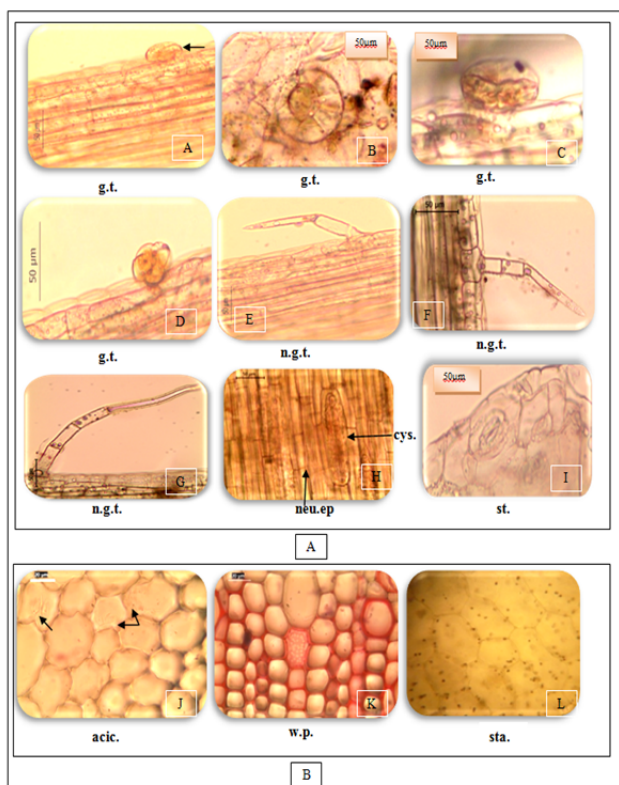 50µm
50µm
A
B
C
g.t.
g.t.
g.t.
50 µm
50 µm
D
E
F
g.t.
n.g.t.
n.g.t.
50µm
cys.
G
H
I
n.g.t.
neu.ep
st.
A
J
K
L
acic.
w.p.
sta.
B